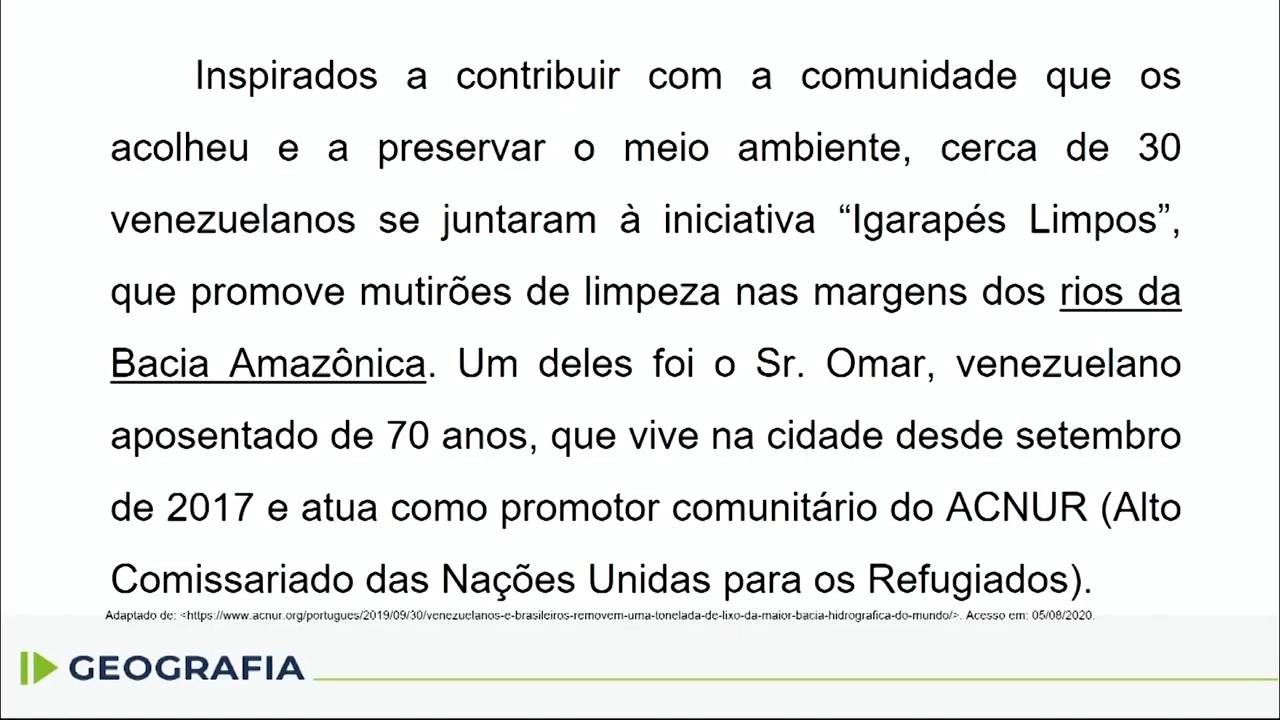 Inspirados a contribuir com a comunidade que os
acolheu e a preservar o meio ambiente, cerca de 30
venezuelanos se juntaram à iniciativa “Igarapés Limpos”,
que promove mutirões de limpeza nas margens dos rios da
Bacia Amazônica. Um deles foi o Sr. Omar, venezuelano
aposentado de 70 anos, que vive na cidade desde setembro
de 2017 e atua como promotor comunitário do ACNUR (Alto
Comissariado das Nações Unidas para os Refugiados).
Adaptado de: <https://www.acnur.org/portugues/2019/09/30/venezuelanos-e-brasileiros-removem-uma-tonelada-de-lixo-da-maior-bacia-hidrografica-do-mundo/>. Acesso em: 05/08/2020.
GEOGRAFIA